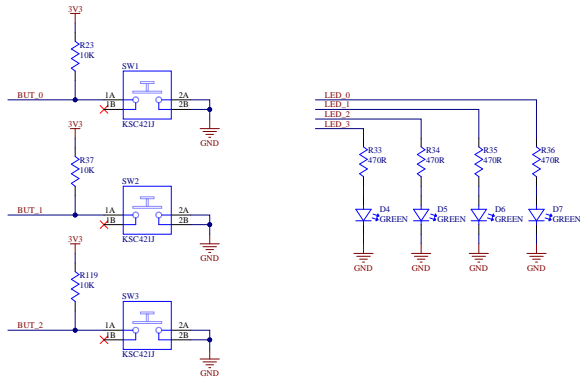 3V3
R23
10K
SW1
BUT_0
1A
1B
2A
2B
KSC421J
GND
3V3
R37
10K
SW2
BUT_1
1A
1B
2A
2B
KSC421J
GND
3V3
R119
10K
SW3
BUT_2
1A
1B
2A
2B
KSC421J
GND
LED_0
LED_1
LED_2
LED_3
R33
470R
R34
470R
R35
470R
R36
470R
D4
GREEN
D5
GREEN
D6
GREEN
D7
GREEN
GND
GND
GND
GND